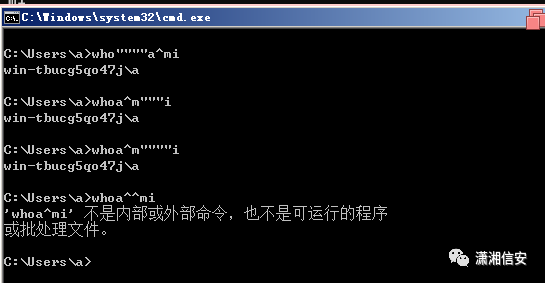 C:\Windows\system32\cmd.exe
C:\Users\a>who""""a^mi
win-tbucg5qo47j\a
C:\Users\a>whoa^m"""i
win-tbucg5qo47j\a
C:\Users\a>whoa^m""""i
win-tbucg5qo47j\a
C:\Users\a>whoa^^mi
'whoa^mi' 不是内部或外部命令，也不是可运行的程序
或批处理文件。
C:\Users\a>
潇湘信安